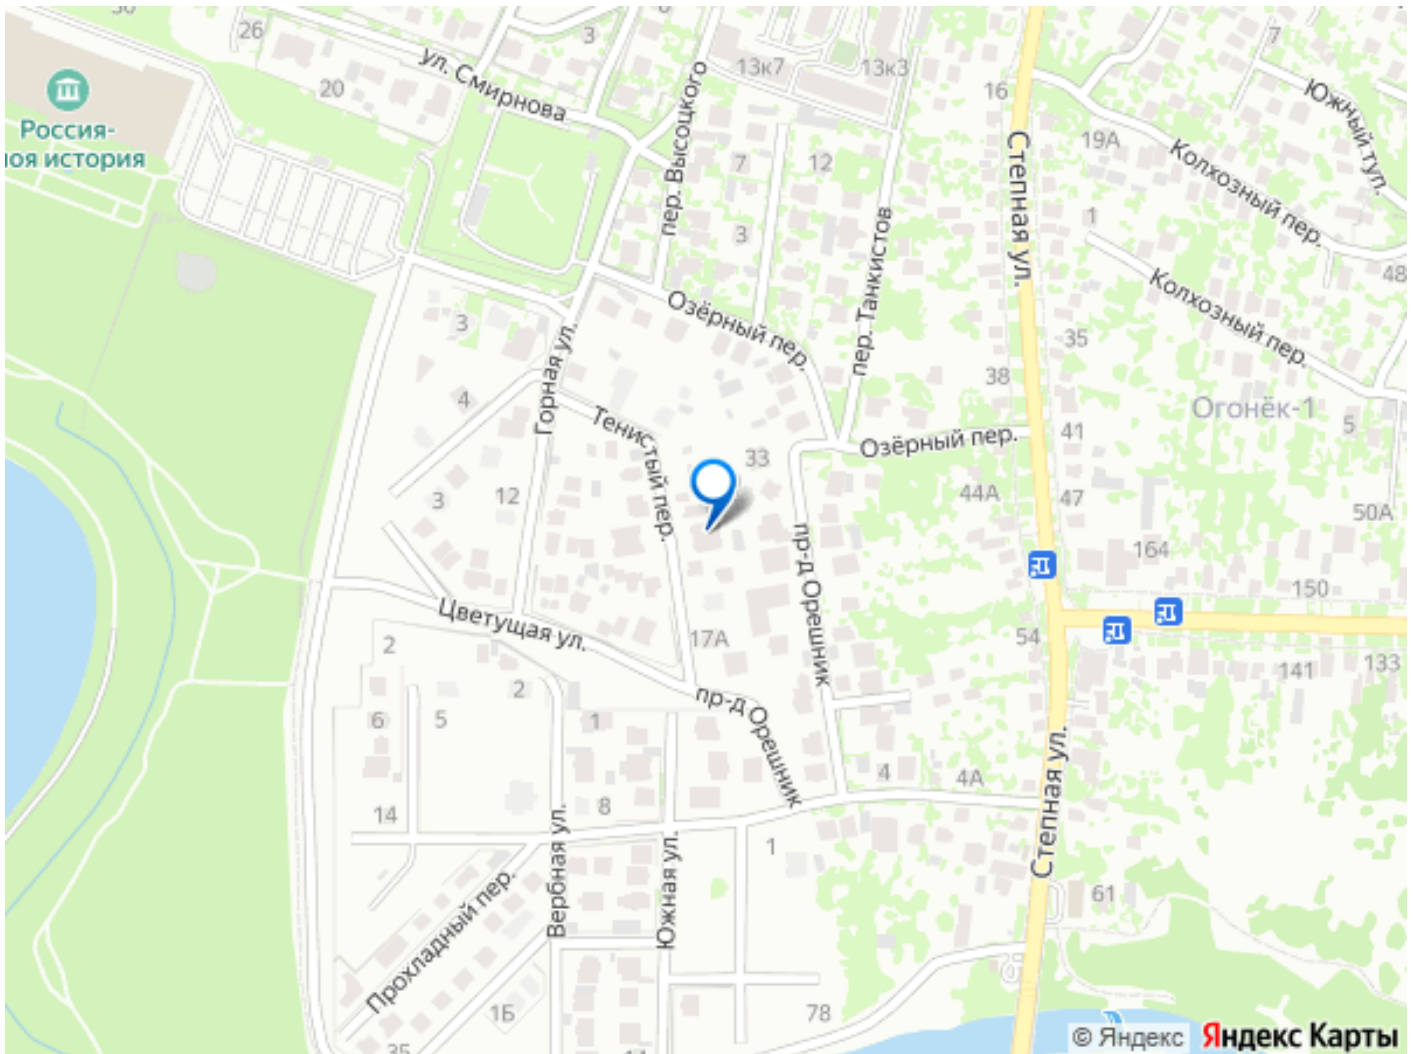 26
3
13к7
13к3
16
7
ул. Смирнова
20
пер. Высоцкого
Южный туп.
Россия-
моя история
7
12
Степная ул.
19А
Колхозный пер.
1
3
пер. Танкистов
48
Колхозный пер.
Озёрный пер.
3
Горная ул.
35
38
4
Огонёк-1
Тенистый пер.
Озёрный пер.
41
5
33
3
12
44А
47
50А
пр-д Орешник
164
150
Цветущая ул.
2
17А
54
141
133
2
пр-д Орешник
6
5
1
Степная ул.
4
4А
14
8
1
Вербная ул.
Южная ул.
61
Прохладный пер.
1Б
78
35
© Яндекс Яндекс Карты